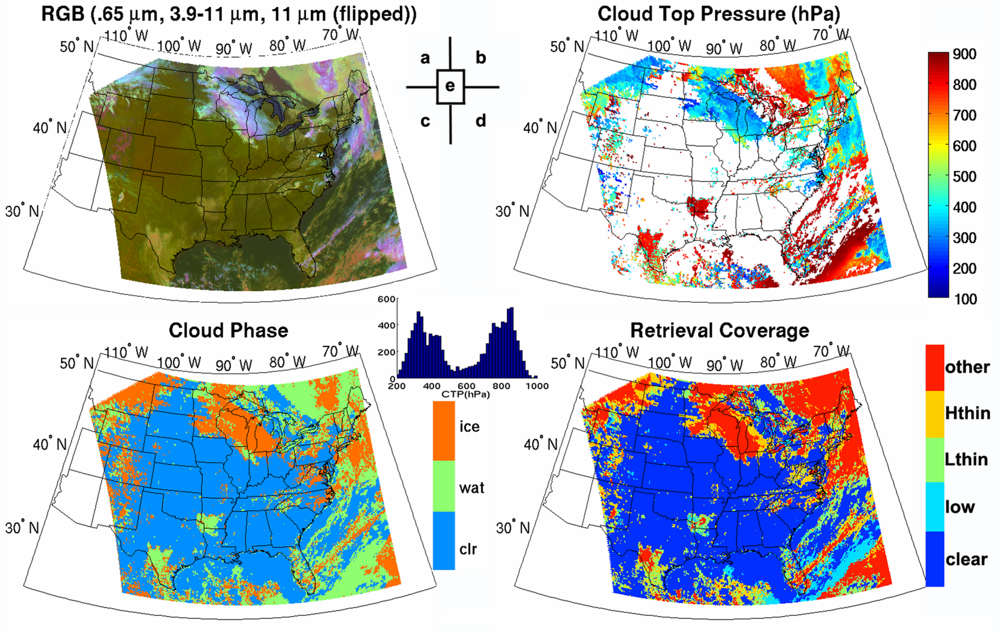 RGB (.65 μm, 3.9-11 μm, 11 μm (flipped))
110° W
100° W
90° W
80° W
70° W
50° N
40° N
30° N
a b
e
c d
Cloud Top Pressure (hPa)
110° W
100° W
90° W
80° W
70° W
50° N
40° N
30° N
900
800
700
600
500
400
300
200
100
600
400
200
0
200 400 600 800 1000
CTP(hPa)
Cloud Phase
110° W
100° W
90° W
80° W
70° W
50° N
40° N
30° N
ice
wat
clr
Retrieval Coverage
110° W
100° W
90° W
80° W
70° W
50° N
40° N
30° N
other
Hthin
Lthin
low
clear